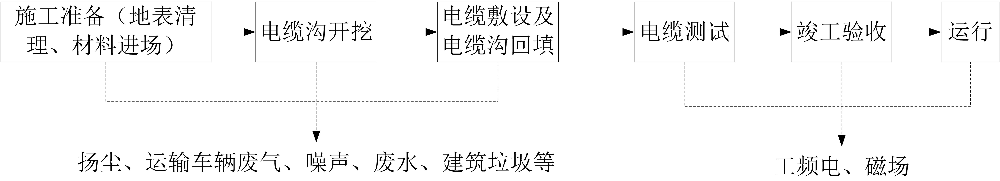 施工准备（地表清
理、材料进场）
电缆沟开挖
电缆敷设及
电缆沟回填
电缆测试
竣工验收
运行
扬尘、运输车辆废气、噪声、废水、建筑垃圾等
工频电、磁场